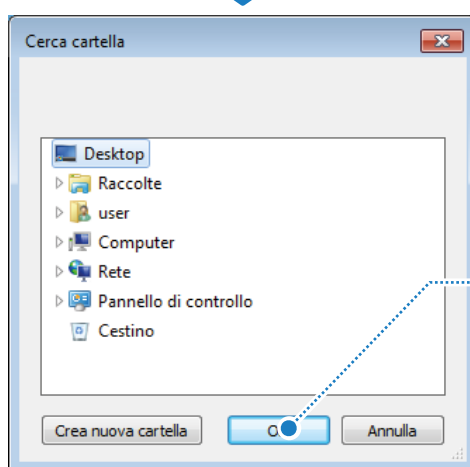 Cerca cartella
Desktop
Raccolte
user
Computer
Rete
Pannello di controllo
Cestino
Crea nuova cartella
Annulla